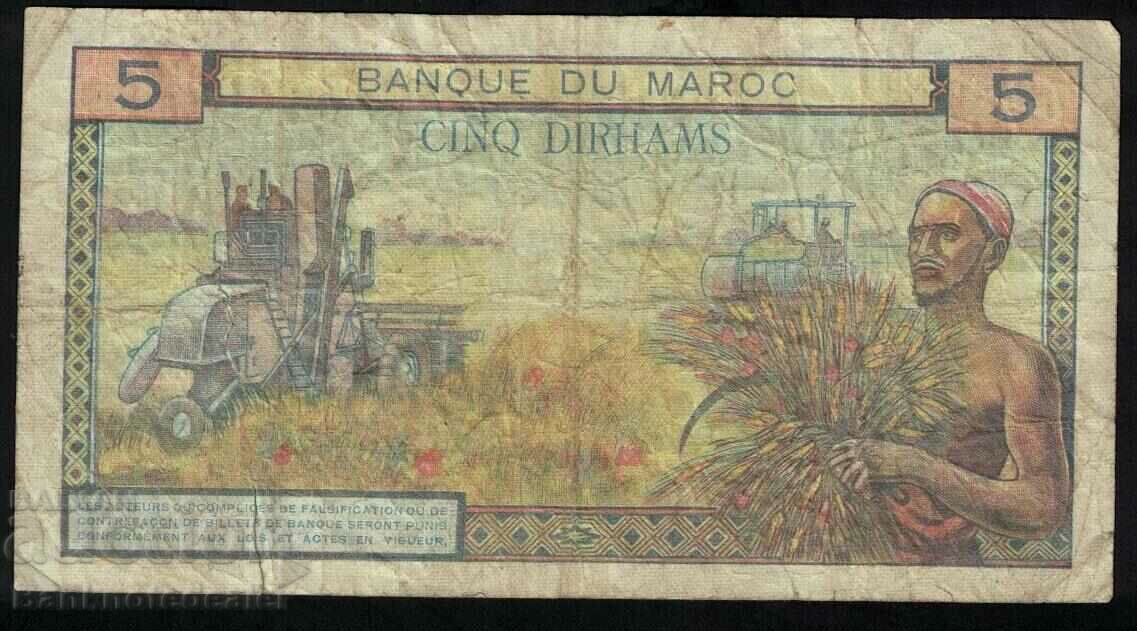 5 BANQUE DU MAROC 5
CINQ DIRHAMS
LES AUTEURS OU COMPLICES DE FALSIFICATION OU DE
CONTREFAÇON DE BILLETS DE BANQUE SERONT PUNIS
CONFORMEMENT AUX LOIS ET ACTES EN VIGUEUR.